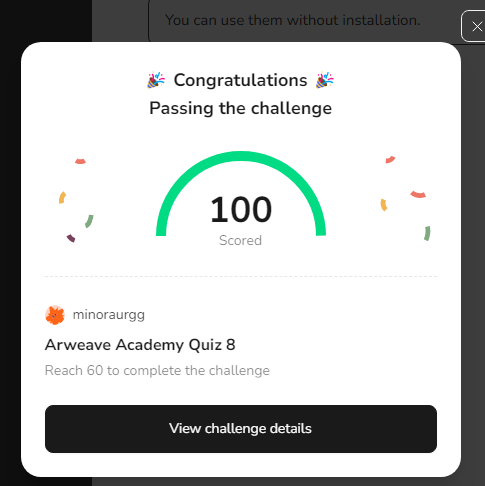 You can use them without installation.
Congratulations
Passing the challenge
100
Scored
minoraurgg
Arweave Academy Quiz 8
Reach 60 to complete the challenge
View challenge details